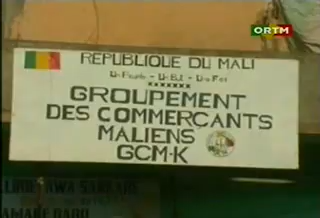 ORTM
REPUBLIQUE DU MALI
Un Peuple - Un But - Une Foi
GROUPEMENT
DES COMMERCANTS
MALIENS
GCM-K